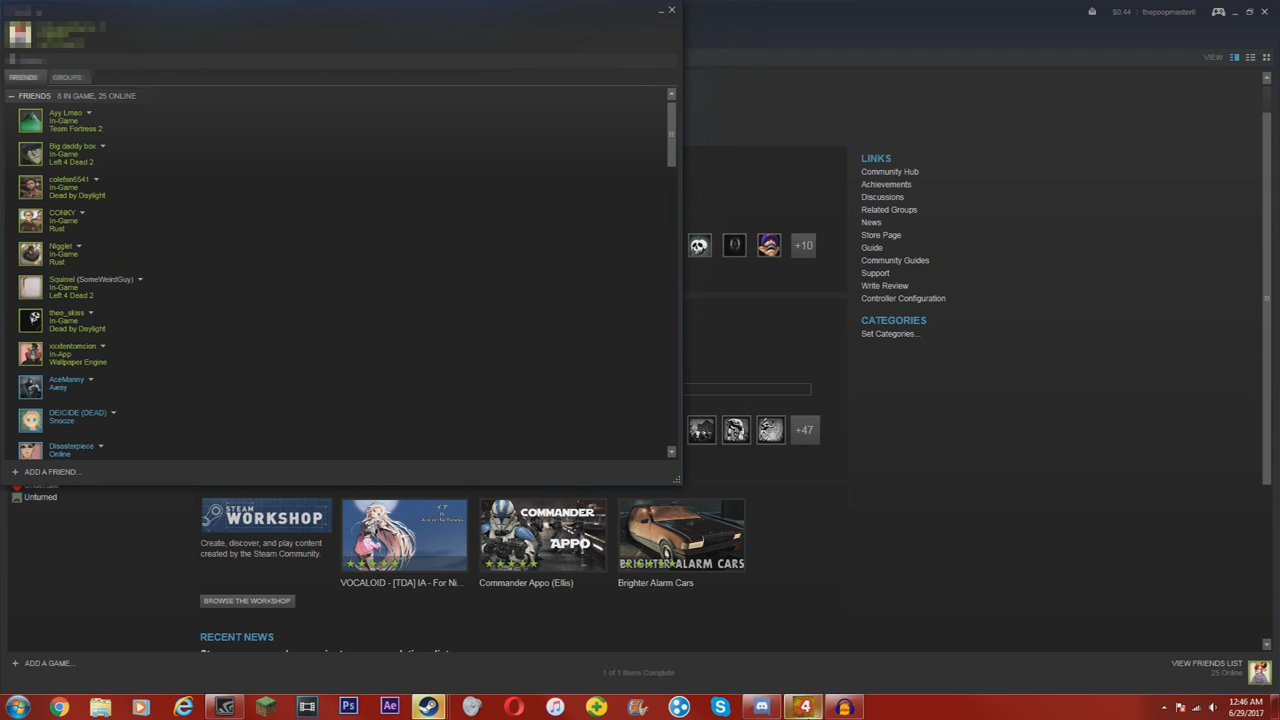 $0.44
thepoopmaster6
VIEW
FRIENDS
GROUPS
FRIENDS 8 IN GAME, 25 ONLINE
Ayy Lmao
In-Game
Team Fortress 2
Big daddy box
In-Game
Left 4 Dead 2
colefan6541
In-Game
Dead by Daylight
CONKY
In-Game
Rust
Nigglet
In-Game
Rust
Squirrel (SomeWeirdGuy)
In-Game
Left 4 Dead 2
thee_skiss
In-Game
Dead by Daylight
xxxtentomcion
In-App
Wallpaper Engine
AceManny
Away
DEICIDE (DEAD)
Snooze
Disasterpiece
Online
+ ADD A FRIEND...
LINKS
Community Hub
Achievements
Discussions
Related Groups
News
Store Page
Guide
Community Guides
Support
Write Review
Controller Configuration
CATEGORIES
Set Categories...
+10
+47
Unturned
STEAM
WORKSHOP
Create, discover, and play content
created by the Steam Community.
BROWSE THE WORKSHOP
VOCALOID - [TDA] IA - For Ni...
COMMANDER
APPO
Commander Appo (Ellis)
BRIGHTER ALARM CARS
Brighter Alarm Cars
RECENT NEWS
+ ADD A GAME...
1 of 1 Items Complete
VIEW FRIENDS LIST
25 Online
Ps
Ae
4
12:46 AM
6/29/2017